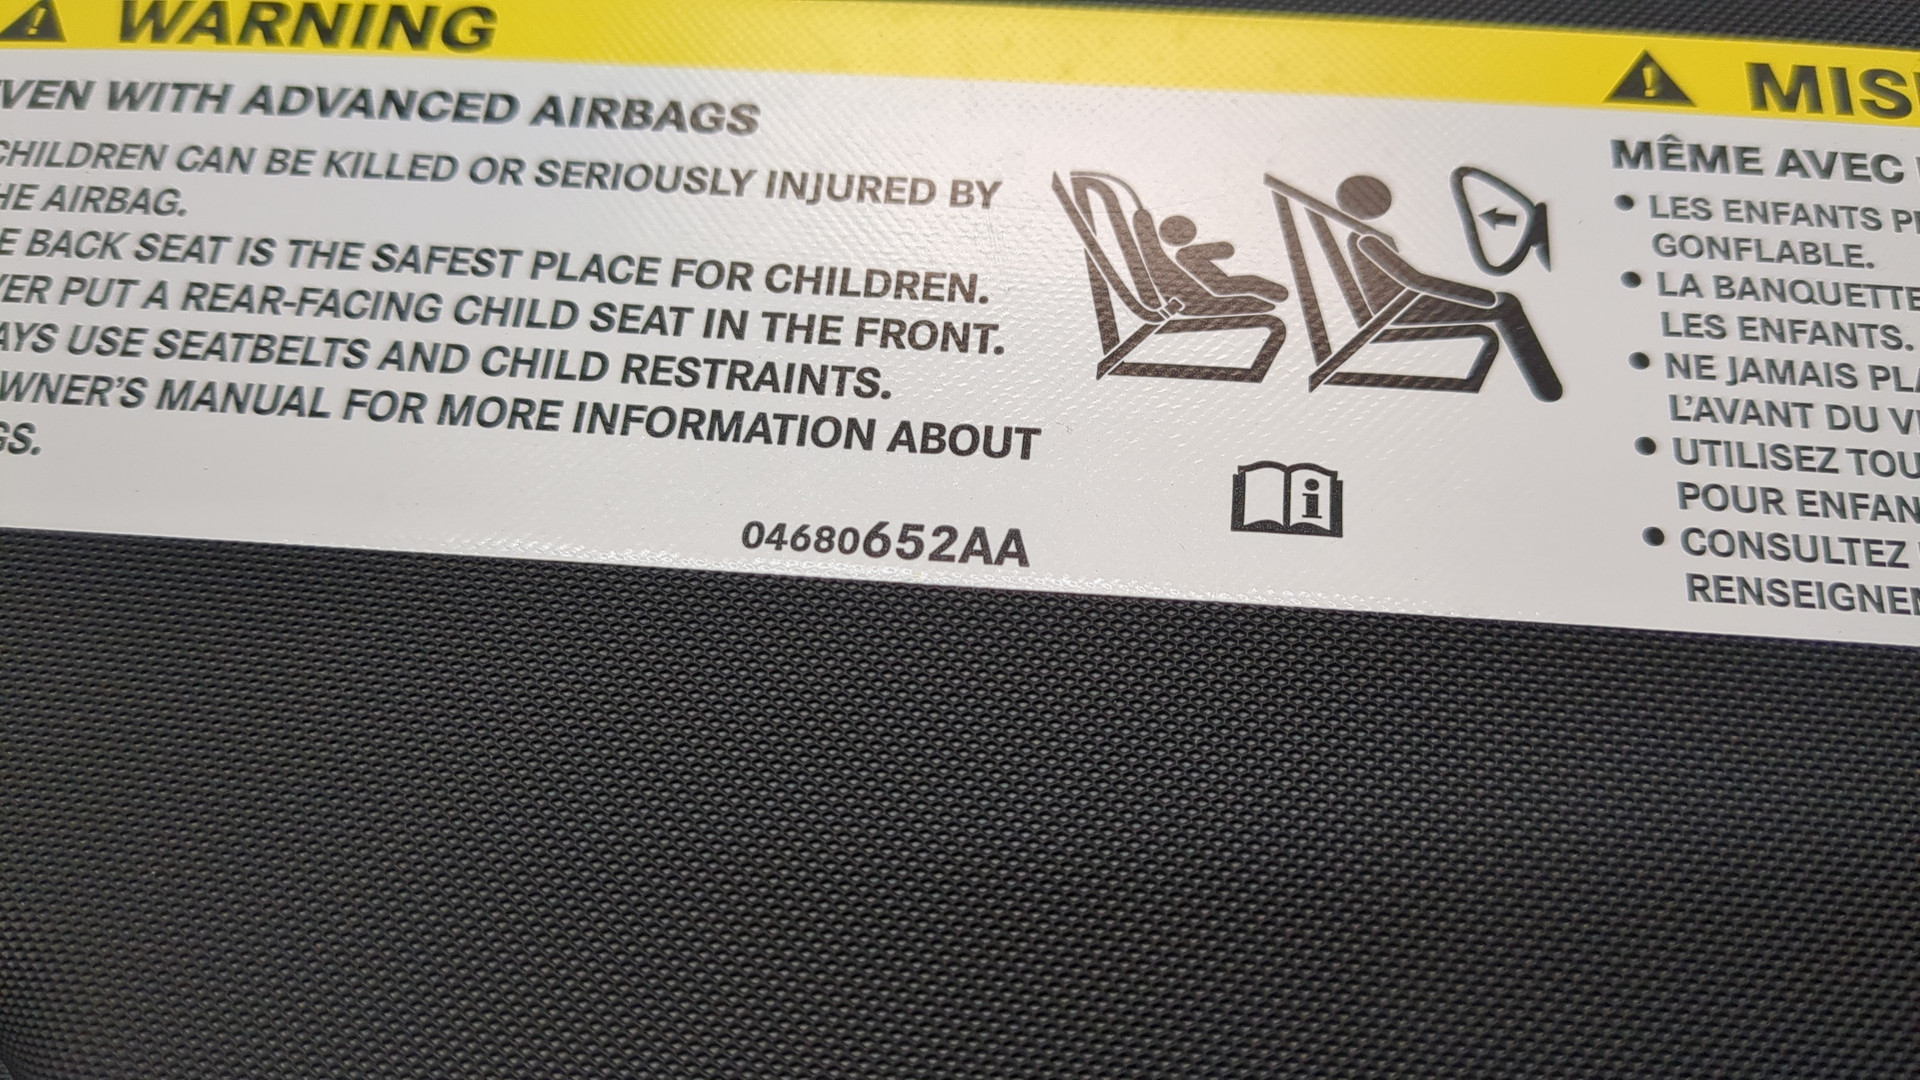 WARNING
VEN WITH ADVANCED AIRBAGS
CHILDREN CAN BE KILLED OR SERIOUSLY INJURED BY
HE AIRBAG.
E BACK SEAT IS THE SAFEST PLACE FOR CHILDREN.
VER PUT A REAR-FACING CHILD SEAT IN THE FRONT.
AYS USE SEATBELTS AND CHILD RESTRAINTS.
WNER'S MANUAL FOR MORE INFORMATION ABOUT
GS.
04680652AA
MIS
MÊME AVEC
• LES ENFANTS P
GONFLABLE.
• LA BANQUETTE
LES ENFANTS.
• NE JAMAIS PLA
L'AVANT DU V
• UTILISEZ TOU
POUR ENFAN
• CONSULTEZ
RENSEIGNE